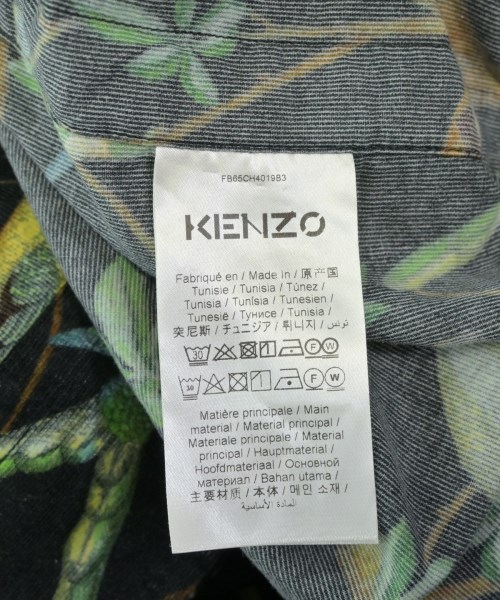 FB65CH4019B3
KENZO
Fabriqué en / Made in / 原产国
Tunisie / Tunisia / Túnez /
Tunisia / Tunísia / Tunesien /
Tunesië / Тунисе / Tunisia /
突尼斯 / チュニジア / 튀니지 / تونس
30 F W
30 F W
Matière principale / Main
material / Material principal /
Materiale principale / Material
principal / Hauptmaterial /
Hoofdmateriaal / Основной
материал / Bahan utama /
主要材质 / 本体 / 메인 소재 /
المادة الأساسية